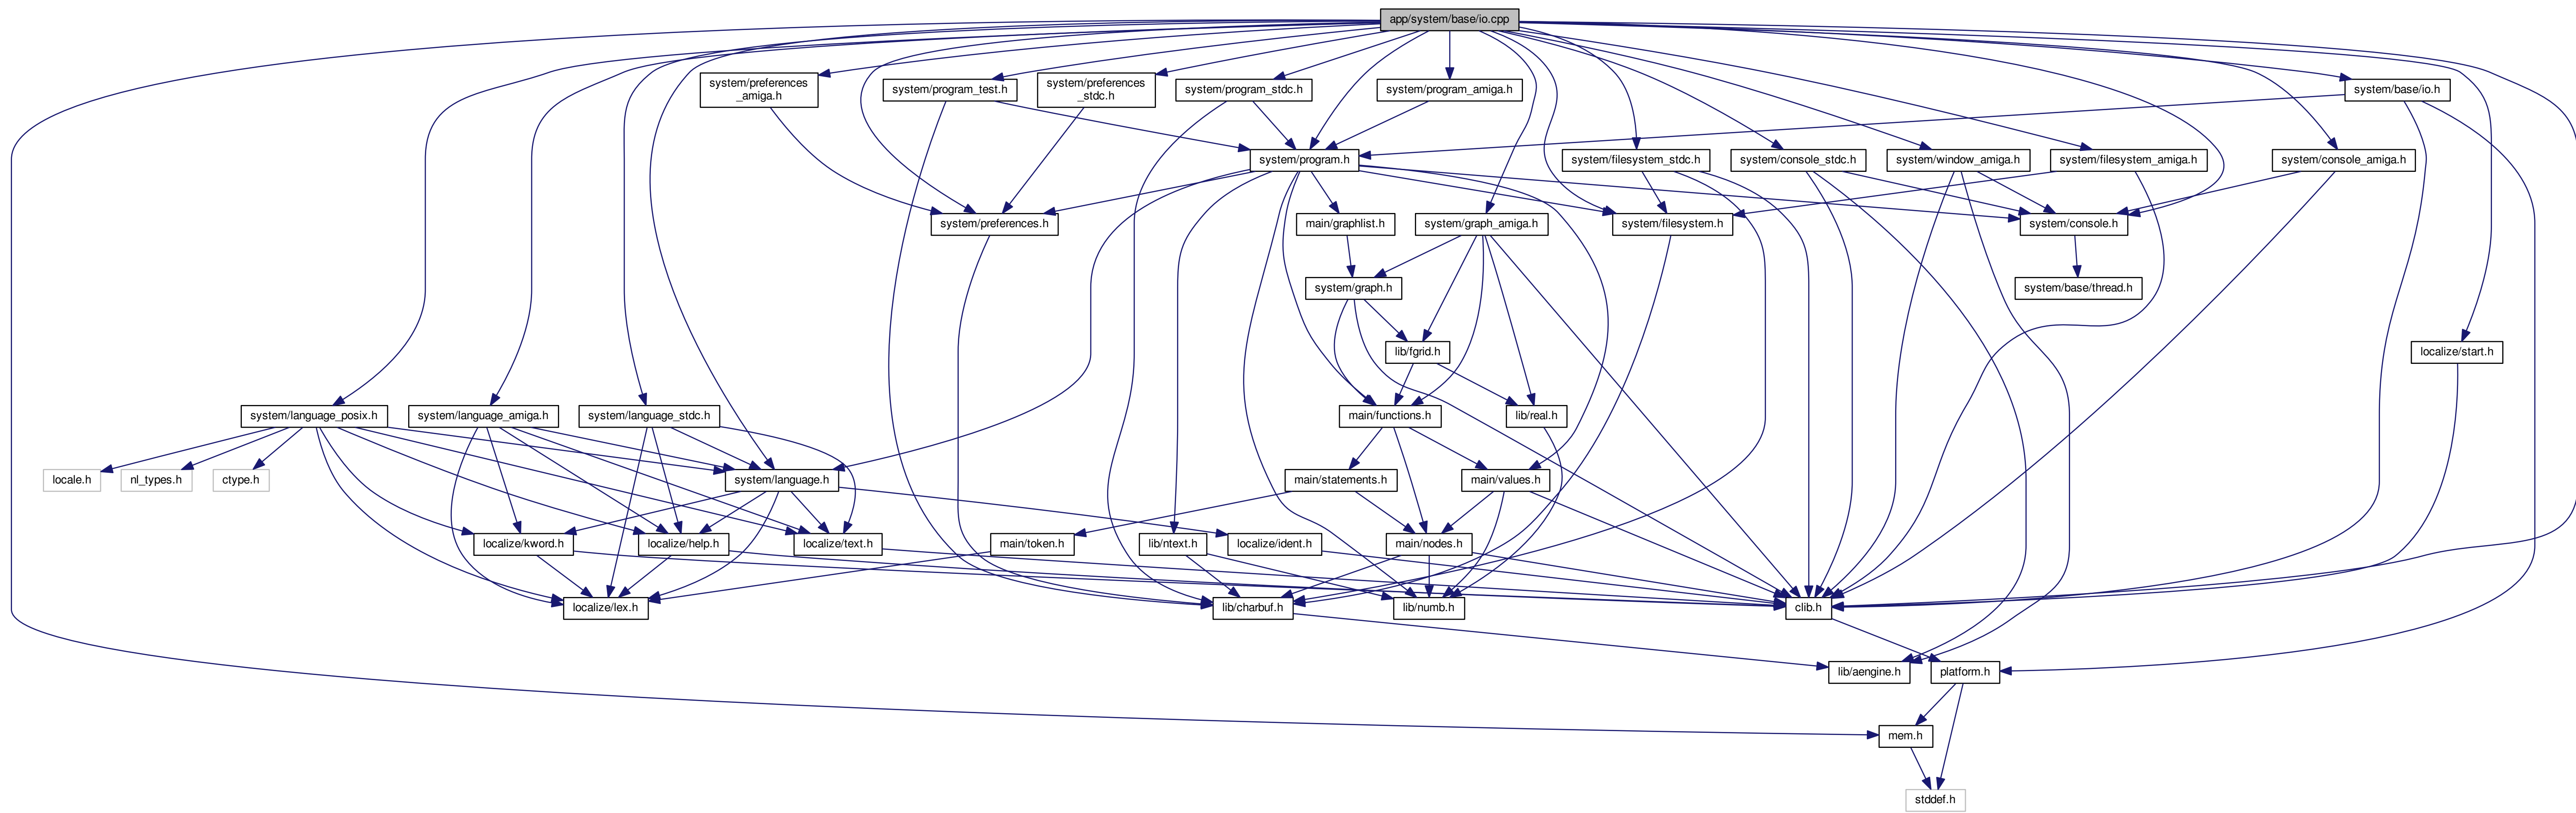 app/system/base/io.cpp
system/preferences
_amiga.h
system/program_test.h
system/preferences
_stdc.h
system/program_stdc.h
system/program_amiga.h
system/base/io.h
system/program.h
system/filesystem_stdc.h
system/console_stdc.h
system/window_amiga.h
system/filesystem_amiga.h
system/console_amiga.h
system/preferences.h
main/graphlist.h
system/graph_amiga.h
system/filesystem.h
system/console.h
system/graph.h
system/base/thread.h
lib/fgrid.h
localize/start.h
system/language_posix.h
system/language_amiga.h
system/language_stdc.h
main/functions.h
lib/real.h
locale.h
nl_types.h
ctype.h
system/language.h
main/statements.h
main/values.h
localize/kword.h
localize/help.h
localize/text.h
main/token.h
lib/ntext.h
localize/ident.h
main/nodes.h
localize/lex.h
lib/charbuf.h
lib/numb.h
clib.h
lib/aengine.h
platform.h
mem.h
stddef.h